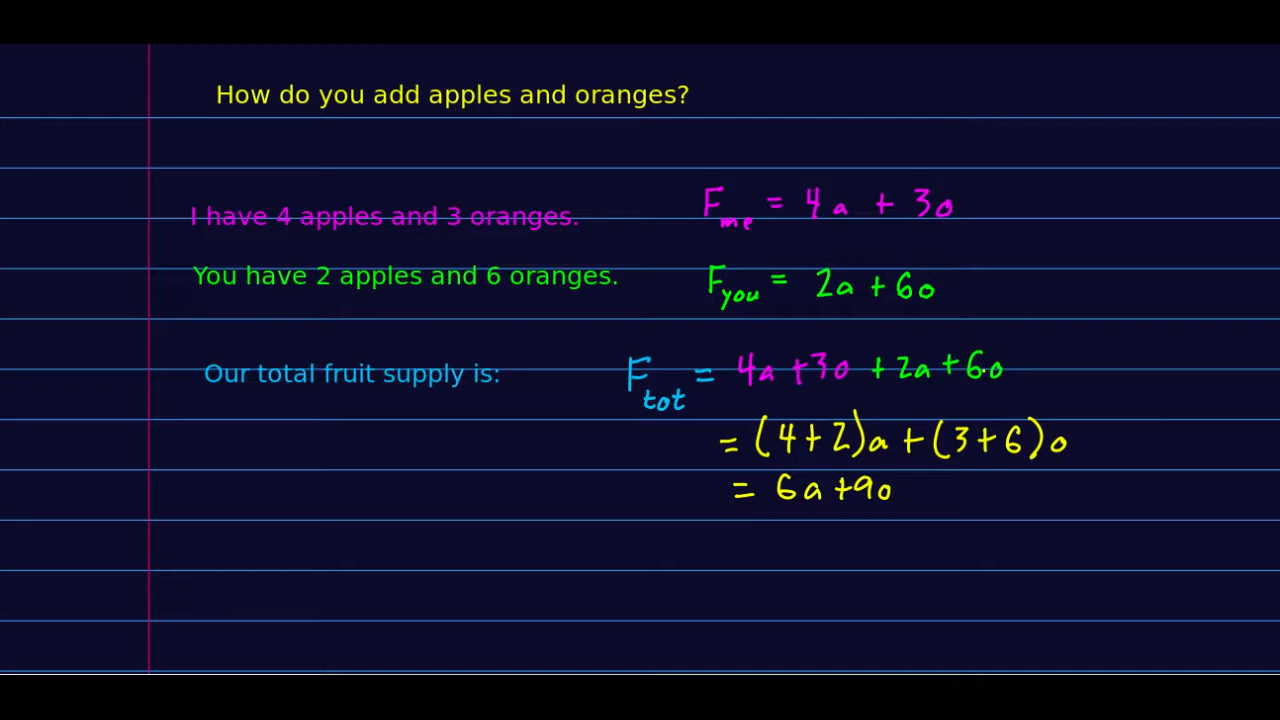 How do you add apples and oranges?
I have 4 apples and 3 oranges. F_me = 4a + 3o
You have 2 apples and 6 oranges. F_you = 2a + 6o
Our total fruit supply is: F_tot = 4a + 3o + 2a + 6o
= (4 + 2)a + (3 + 6)o
= 6a + 9o